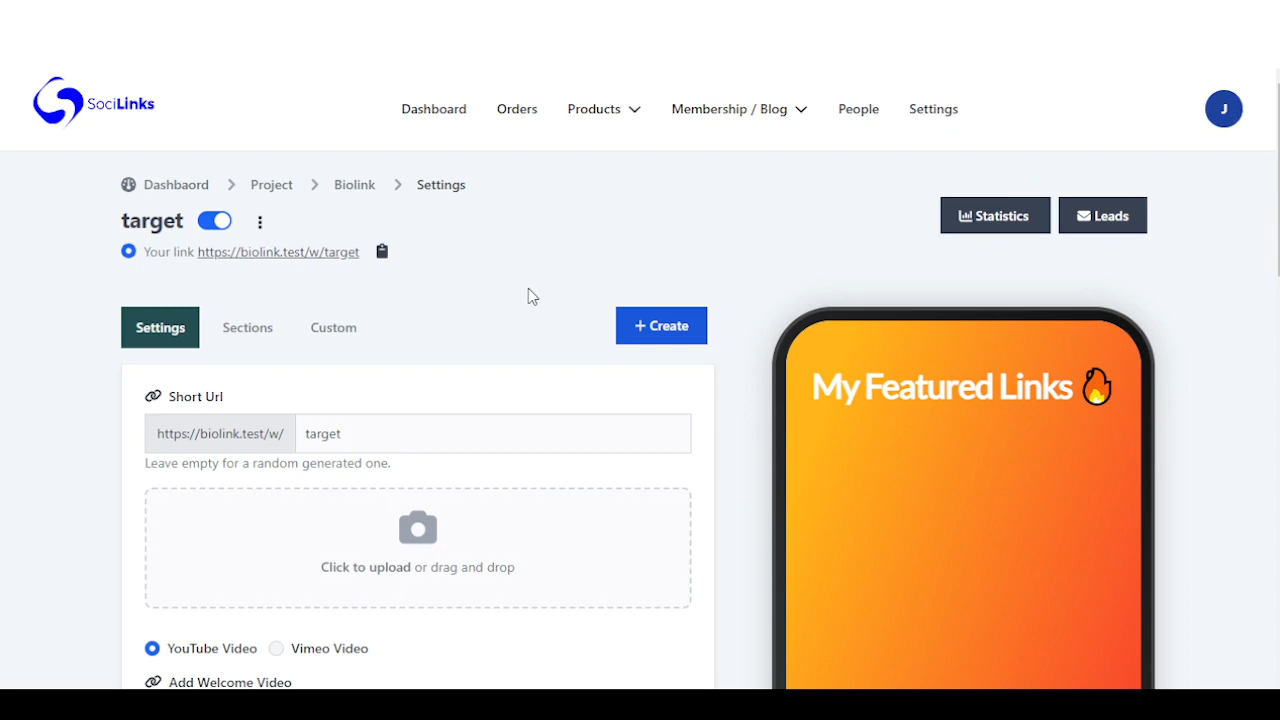 SociLinks
Dashboard Orders Products Membership / Blog People Settings
J
Dashbaord Project Biolink Settings
target
Statistics Leads
Your link https://biolink.test/w/target
Settings Sections Custom
+ Create
My Featured Links 🔥
Short Url
https://biolink.test/w/ target
Leave empty for a random generated one.
Click to upload or drag and drop
YouTube Video Vimeo Video
Add Welcome Video